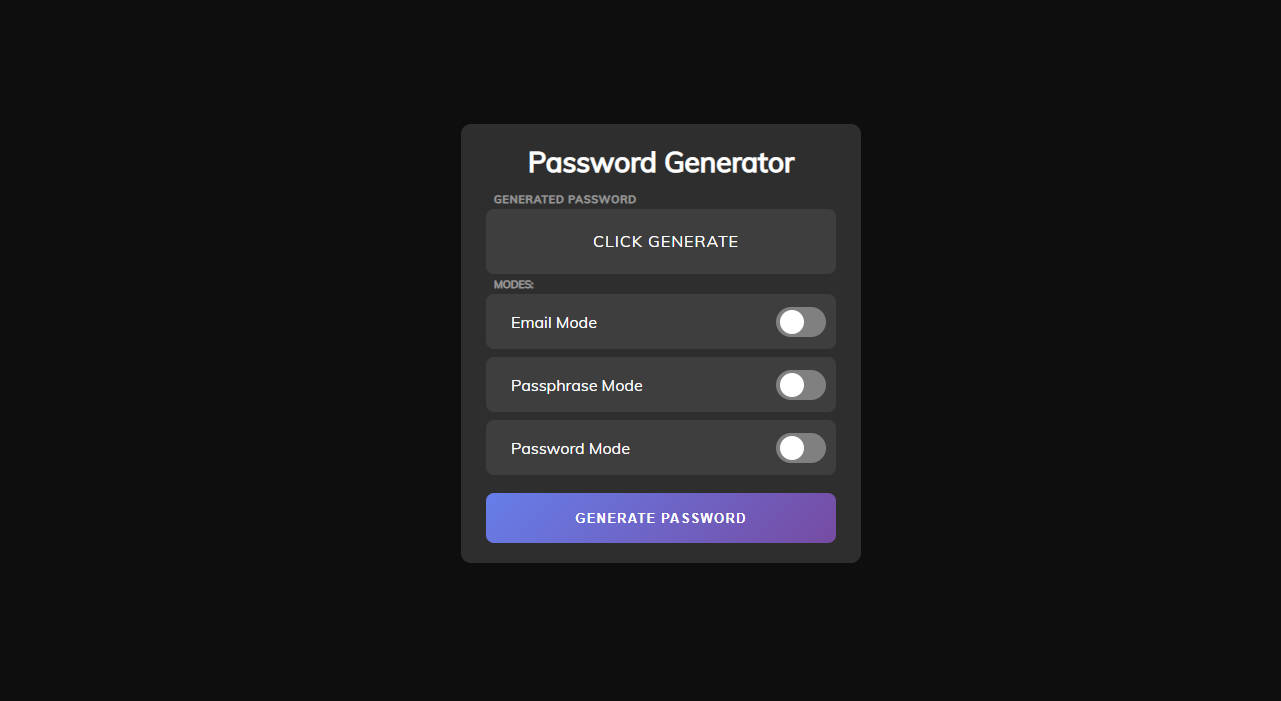 Password Generator
GENERATED PASSWORD
CLICK GENERATE
MODES:
Email Mode
Passphrase Mode
Password Mode
GENERATE PASSWORD